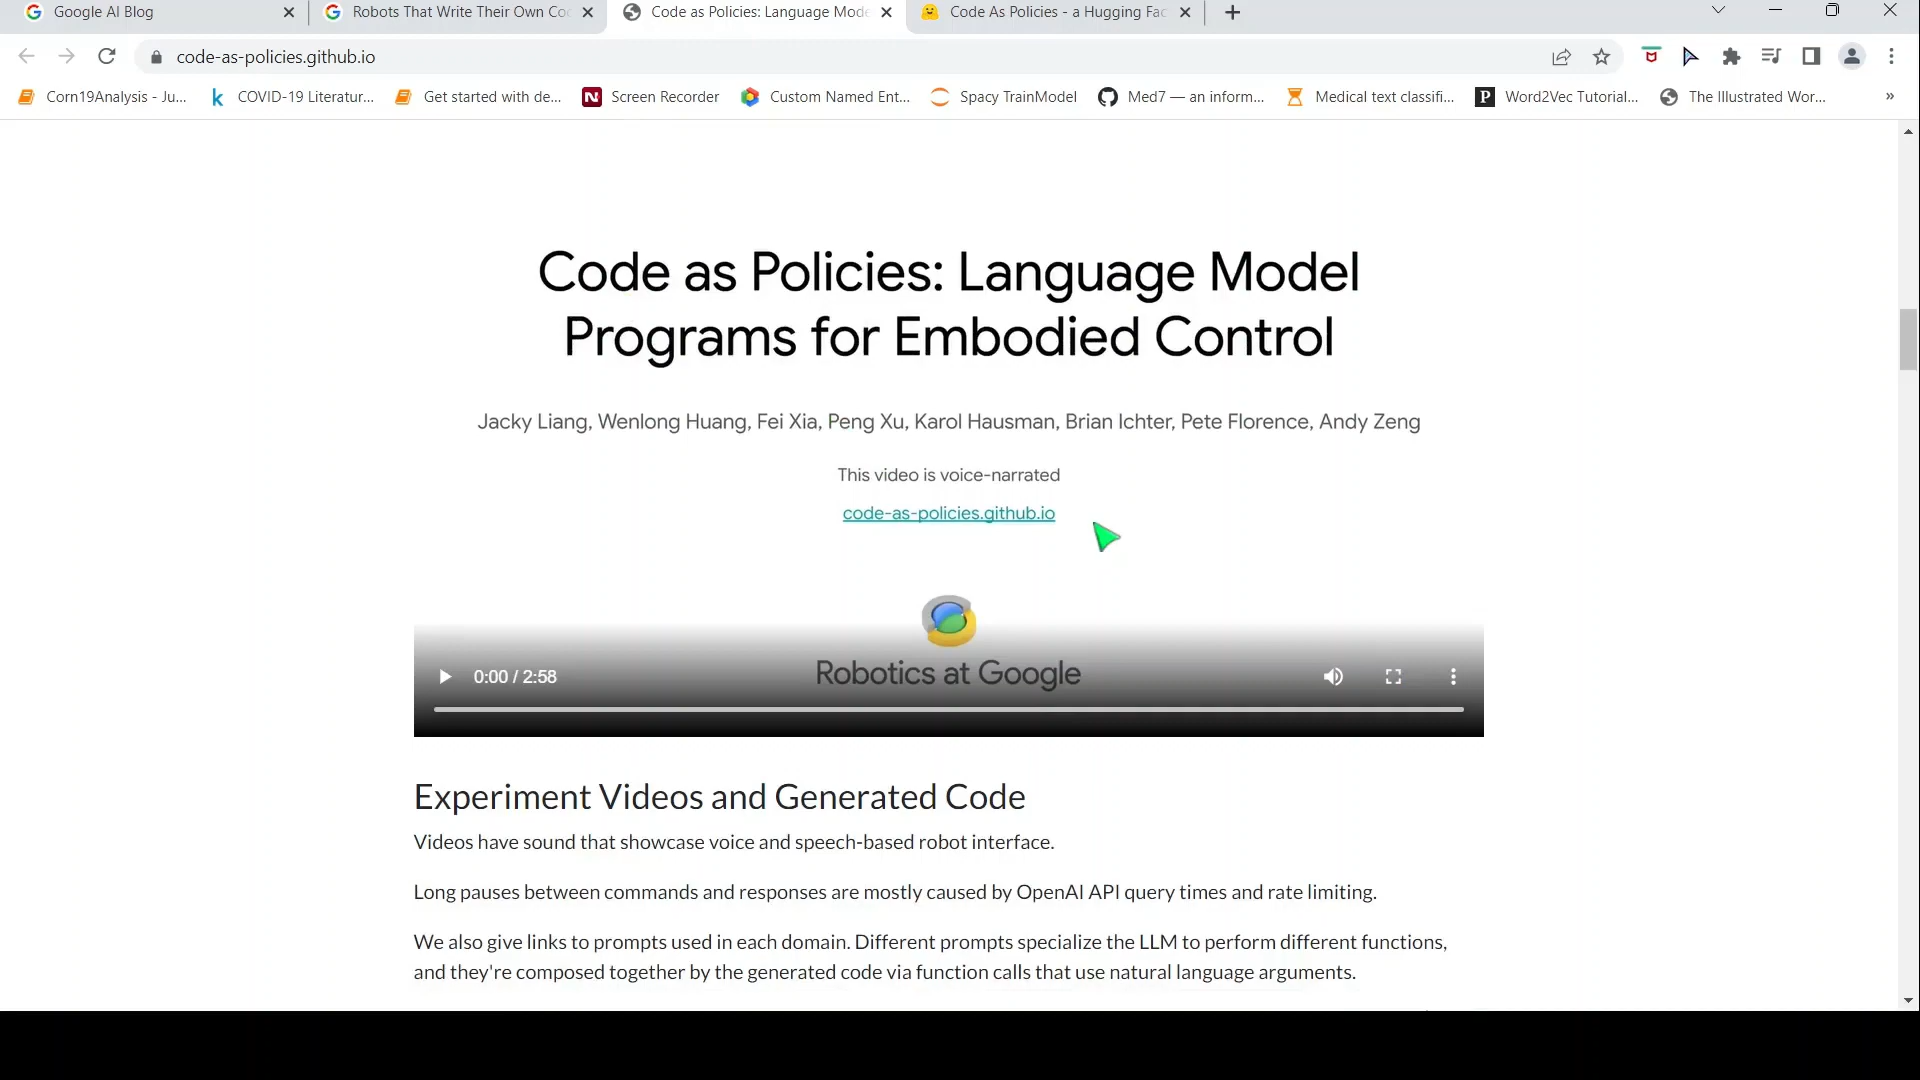 Google AI Blog
Robots That Write Their Own Co
Code as Policies: Language Mode
Code As Policies - a Hugging Fac
code-as-policies.github.io
Corn19Analysis - Ju...
COVID-19 Literatur...
Get started with de...
Screen Recorder
Custom Named Ent...
Spacy TrainModel
Med7 — an inform...
Medical text classifi...
Word2Vec Tutorial...
The Illustrated Wor...
»
Code as Policies: Language Model
Programs for Embodied Control
Jacky Liang, Wenlong Huang, Fei Xia, Peng Xu, Karol Hausman, Brian Ichter, Pete Florence, Andy Zeng
This video is voice-narrated
code-as-policies.github.io
Robotics at Google
0:00 / 2:58
Experiment Videos and Generated Code
Videos have sound that showcase voice and speech-based robot interface.
Long pauses between commands and responses are mostly caused by OpenAI API query times and rate limiting.
We also give links to prompts used in each domain. Different prompts specialize the LLM to perform different functions,
and they're composed together by the generated code via function calls that use natural language arguments.